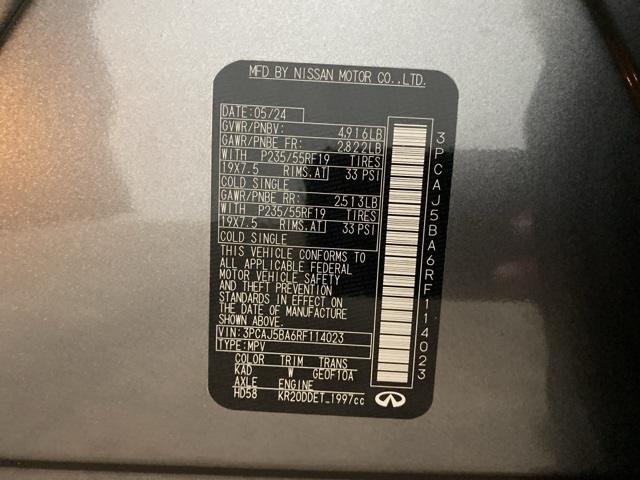 MFD BY NISSAN MOTOR CO.,LTD.
DATE: 05/24
GVWR/PNBV: 4,916LB
GAWR/PNBE FR: 2,822LB
WITH P235/55RF19 TIRES
19X7.5 RIMS.AT 33 PSI
COLD SINGLE
GAWR/PNBE RR: 2,513LB
WITH P235/55RF19 TIRES
19X7.5 RIMS.AT 33 PSI
COLD SINGLE
THIS VEHICLE CONFORMS TO
ALL APPLICABLE FEDERAL
MOTOR VEHICLE SAFETY
AND THEFT PREVENTION
STANDARDS IN EFFECT ON
THE DATE OF MANUFACTURE
SHOWN ABOVE.
VIN: 3PCAJ5BA6RF114023
TYPE: MPV
COLOR TRIM TRANS
KAD W GE0F10A
AXLE ENGINE
HD58 KR20DDET_1997cc
3PCAJ5BA6RF114023